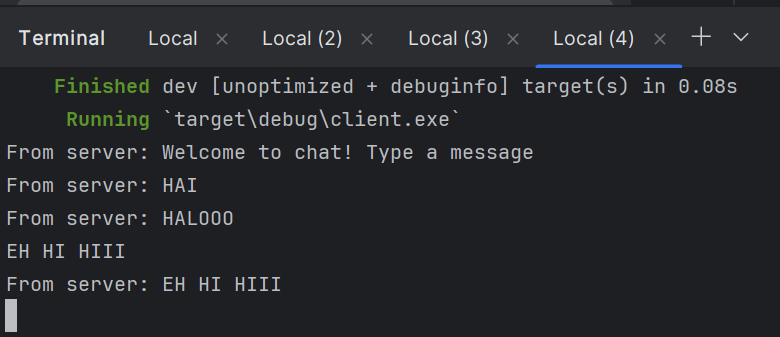 Terminal Local × Local (2) × Local (3) × Local (4) ×
Finished dev [unoptimized + debuginfo] target(s) in 0.08s
Running `target\debug\client.exe`
From server: Welcome to chat! Type a message
From server: HAI
From server: HALOOO
EH HI HIII
From server: EH HI HIII